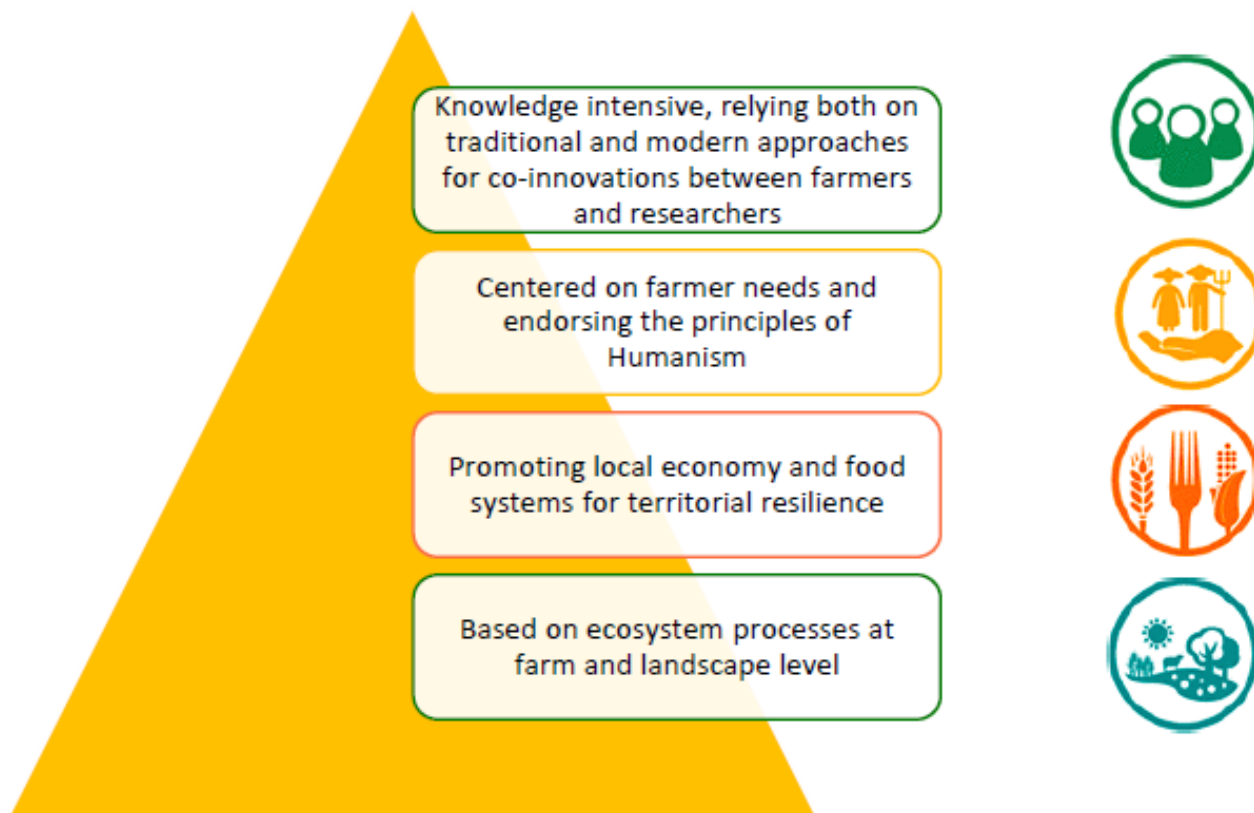 Knowledge intensive, relying both on
traditional and modern approaches
for co-innovations between farmers
and researchers
Centered on farmer needs and
endorsing the principles of
Humanism
Promoting local economy and food
systems for territorial resilience
Based on ecosystem processes at
farm and landscape level